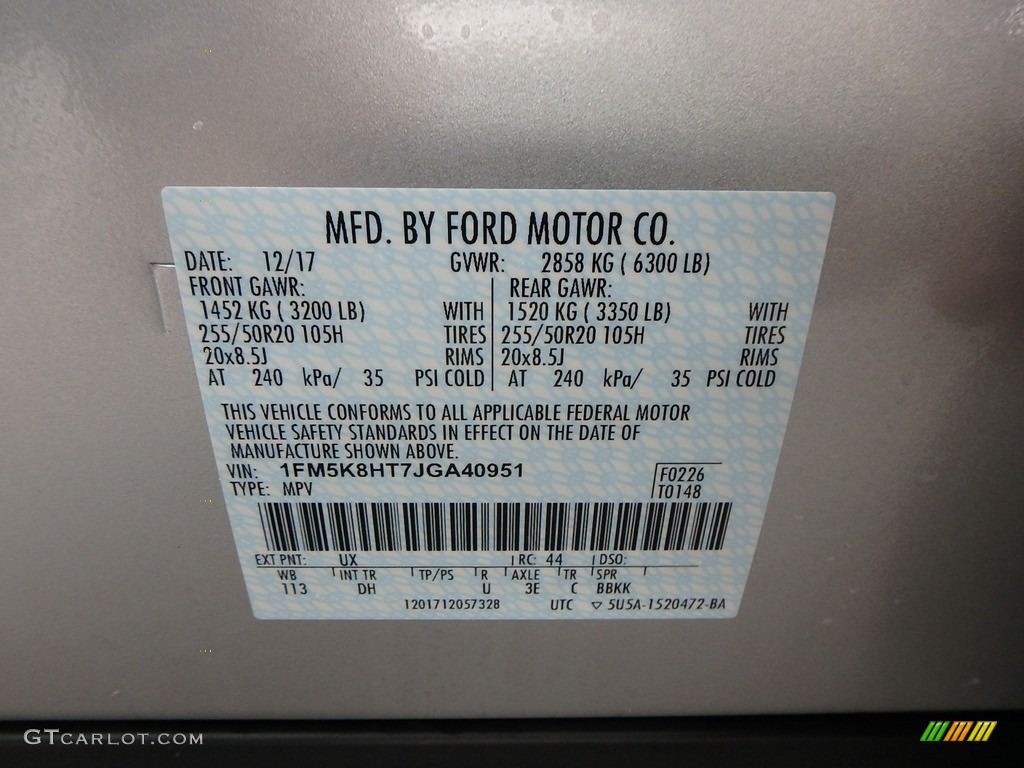 MFD. BY FORD MOTOR CO.
DATE: 12/17 GVWR: 2858 KG ( 6300 LB)
FRONT GAWR: REAR GAWR:
1452 KG ( 3200 LB) WITH 1520 KG ( 3350 LB) WITH
255/50R20 105H TIRES 255/50R20 105H TIRES
20x8.5J RIMS 20x8.5J RIMS
AT 240 kPa/ 35 PSI COLD AT 240 kPa/ 35 PSI COLD
THIS VEHICLE CONFORMS TO ALL APPLICABLE FEDERAL MOTOR
VEHICLE SAFETY STANDARDS IN EFFECT ON THE DATE OF
MANUFACTURE SHOWN ABOVE.
VIN: 1FM5K8HT7JGA40951 F0226
TYPE: MPV T0148
EXT PNT: UX RC: 44 DSO:
WB INT TR TP/PS R AXLE TR SPR
113 DH U 3E C BBKK
1201712057328 UTC ▽ 5U5A-1520472-BA
GTCARLOT.COM